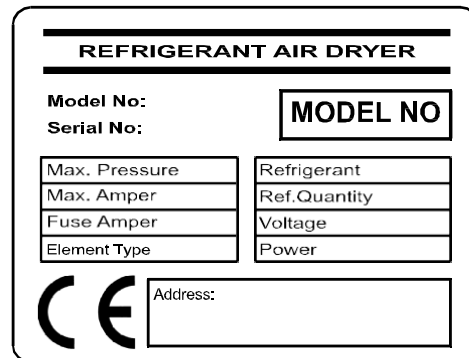 REFRIGERANT AIR DRYER
Model No:
Serial No:
MODEL NO
Max. Pressure
Max. Amper
Fuse Amper
Element Type
Refrigerant
Ref.Quantity
Voltage
Power
CE
Address: